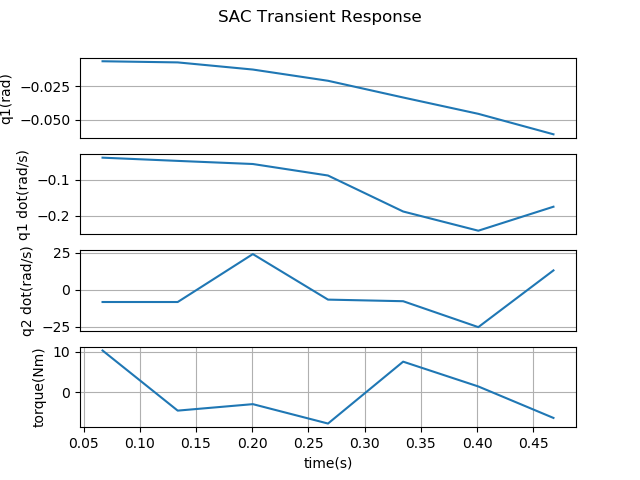 SAC Transient Response
−0.025
−0.050
q1(rad)
−0.1
−0.2
q1 dot(rad/s)
25
0
−25
q2 dot(rad/s)
10
0
torque(Nm)
0.05 0.10 0.15 0.20 0.25 0.30 0.35 0.40 0.45
time(s)